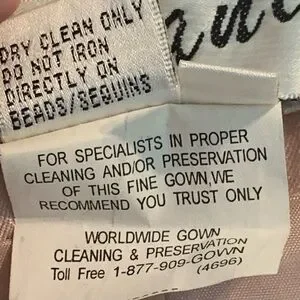 DRY CLEAN ONLY
DO NOT IRON
DIRECTLY ON
BEADS/SEQUINS
FOR SPECIALISTS IN PROPER
CLEANING AND/OR PRESERVATION
OF THIS FINE GOWN,WE
RECOMMEND YOU TRUST ONLY
WORLDWIDE GOWN
CLEANING & PRESERVATION
Toll Free 1-877-909-GOWN
(4696)